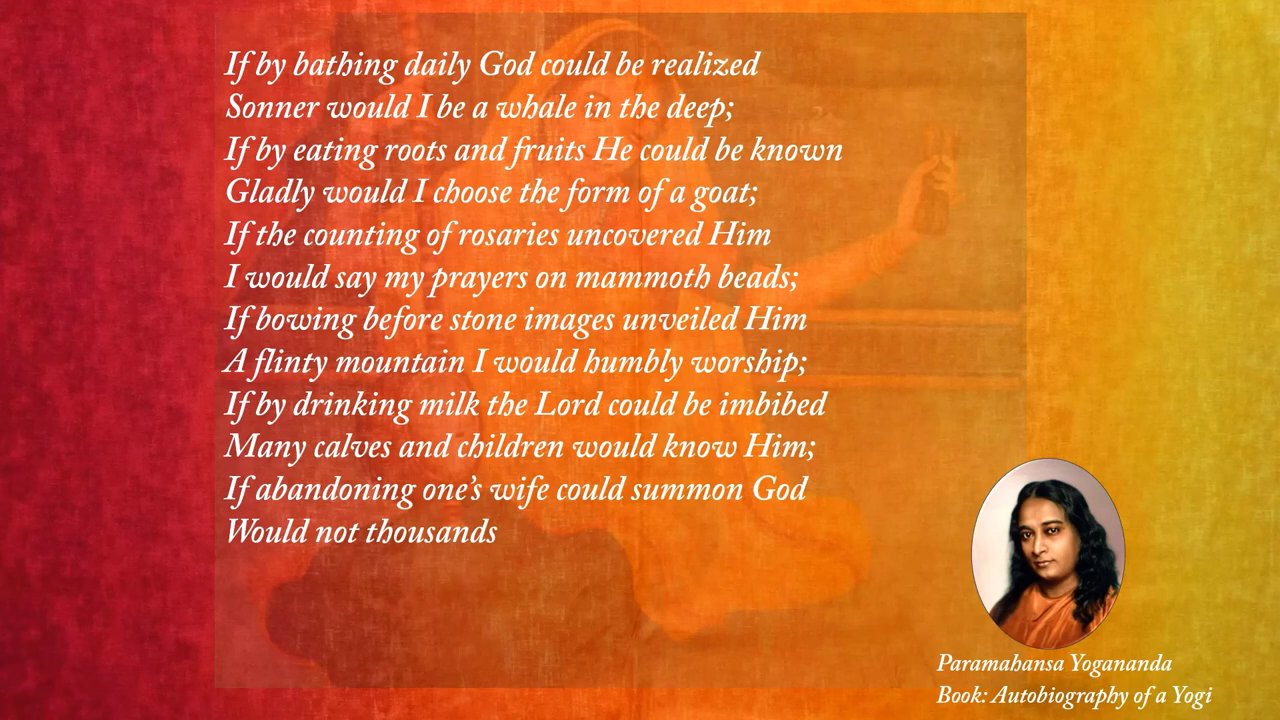 If by bathing daily God could be realized
Sonner would I be a whale in the deep;
If by eating roots and fruits He could be known
Gladly would I choose the form of a goat;
If the counting of rosaries uncovered Him
I would say my prayers on mammoth beads;
If bowing before stone images unveiled Him
A flinty mountain I would humbly worship;
If by drinking milk the Lord could be imbibed
Many calves and children would know Him;
If abandoning one’s wife could summon God
Would not thousands
Paramahansa Yogananda
Book: Autobiography of a Yogi